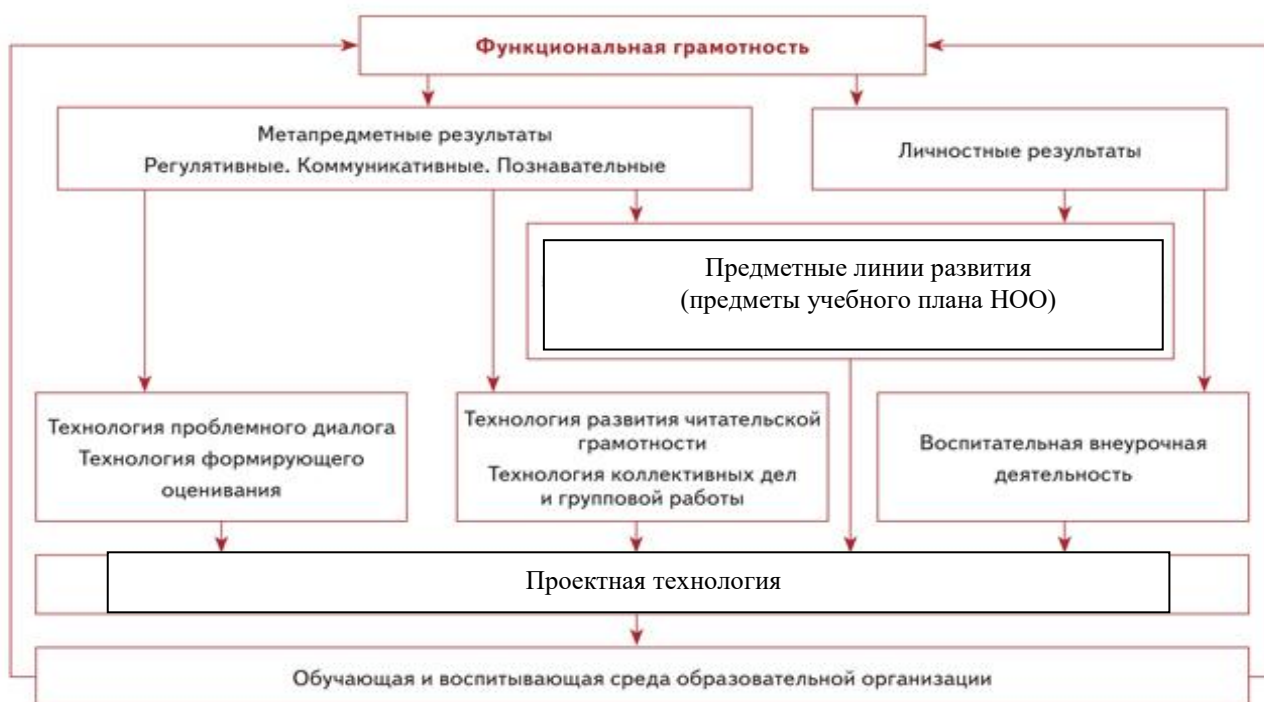 Функциональная грамотность
Метапредметные результаты
Регулятивные. Коммуникативные. Познавательные
Личностные результаты
Предметные линии развития
(предметы учебного плана НОО)
Технология проблемного диалога
Технология формирующего
оценивания
Технология развития читательской
грамотности
Технология коллективных дел
и групповой работы
Воспитательная внеурочная
деятельность
Проектная технология
Обучающая и воспитывающая среда образовательной организации